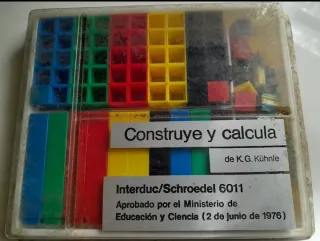 Construye y calcula
de K.G. Kühnle
Interduc/Schroedel 6011
Aprobado por el Ministerio de
Educación y Ciencia (2 de junio de 1976)